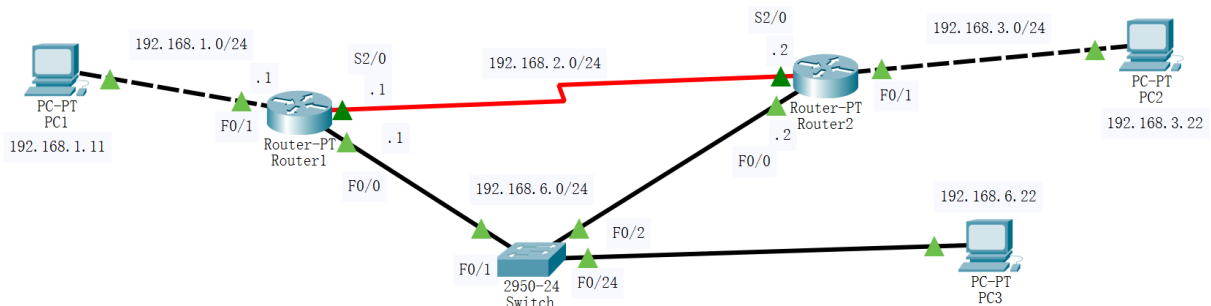 S2/0
192.168.3.0/24
192.168.1.0/24
S2/0
192.168.2.0/24
.2
.1
.1
PC-PT
PC1
192.168.1.11
F0/1
Router-PT
Router1
.1
F0/0
Router-PT
Router2
F0/1
.2
F0/0
PC-PT
PC2
192.168.3.22
192.168.6.0/24
192.168.6.22
F0/1
F0/2
F0/24
2950-24
Switch
PC-PT
PC3